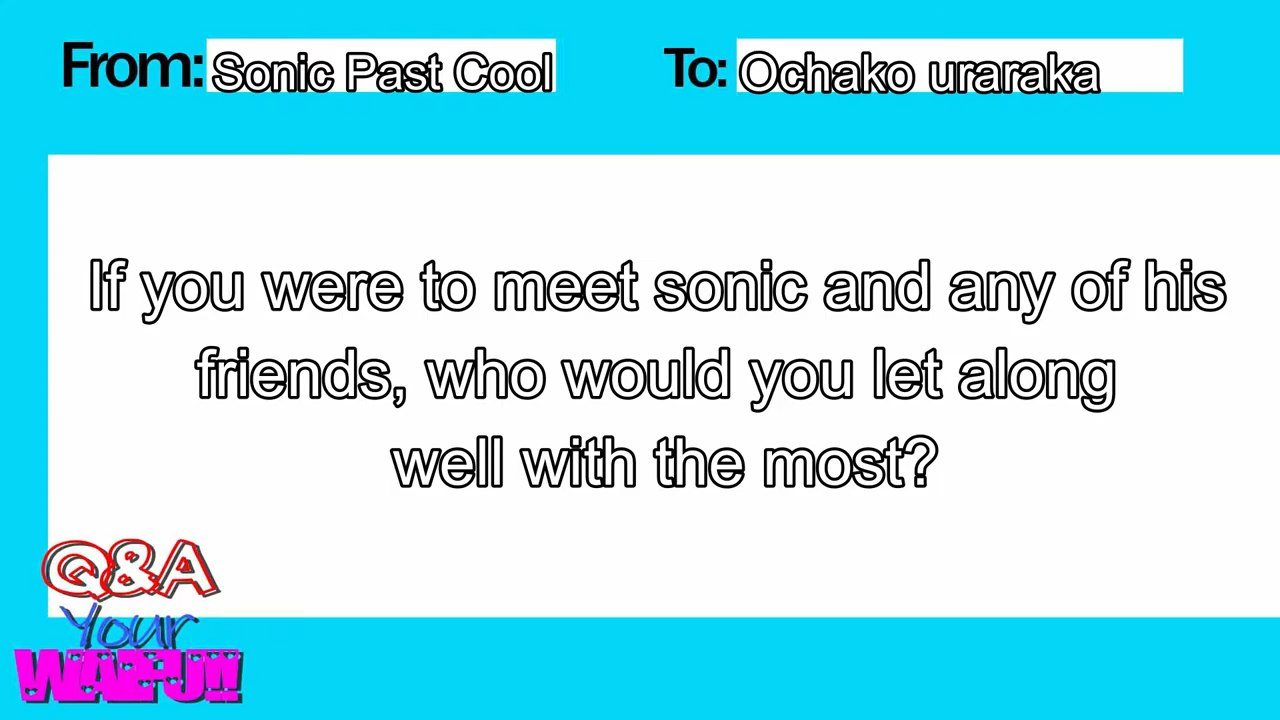 From: Sonic Past Cool
To: Ochako uraraka
If you were to meet sonic and any of his
friends, who would you let along
well with the most?
Q&A
Your
WAIFU!!